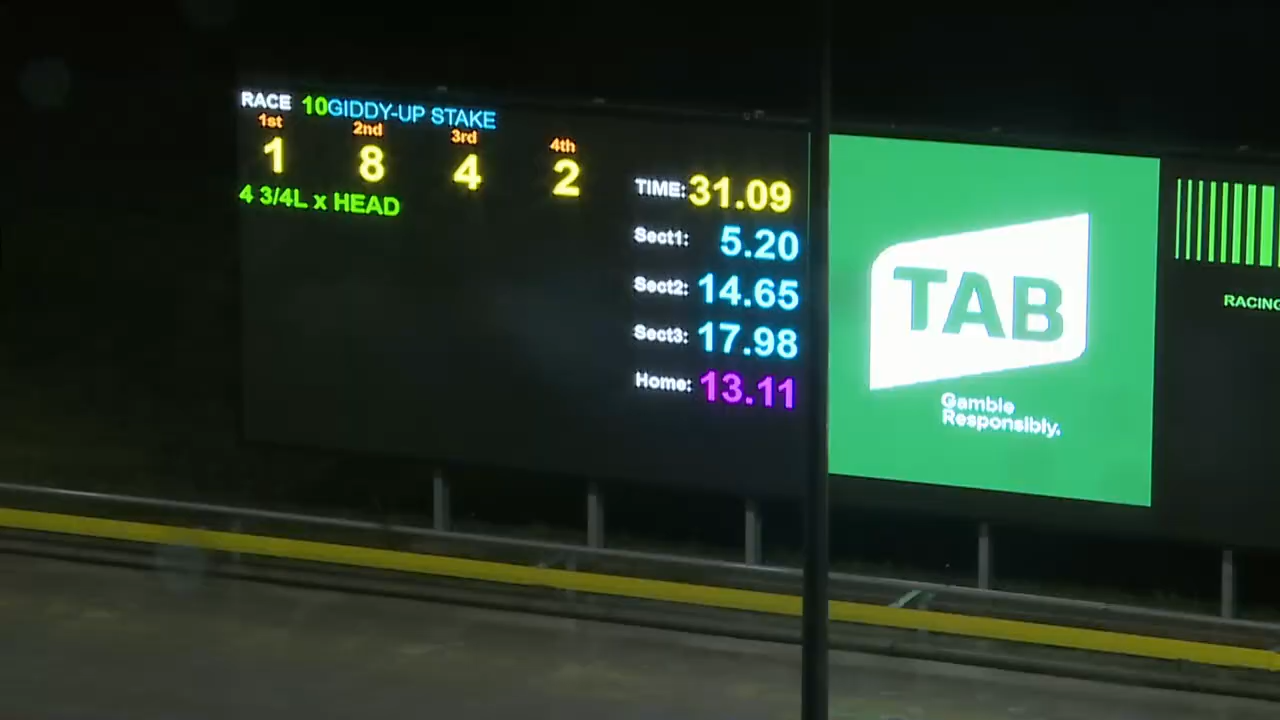 RACE 10GIDDY-UP STAKE
1st 2nd 3rd 4th
1 8 4 2
4 3/4L x HEAD
TIME: 31.09
Sect1: 5.20
Sect2: 14.65
Sect3: 17.98
Home: 13.11
TAB
Gamble
Responsibly.
RACING